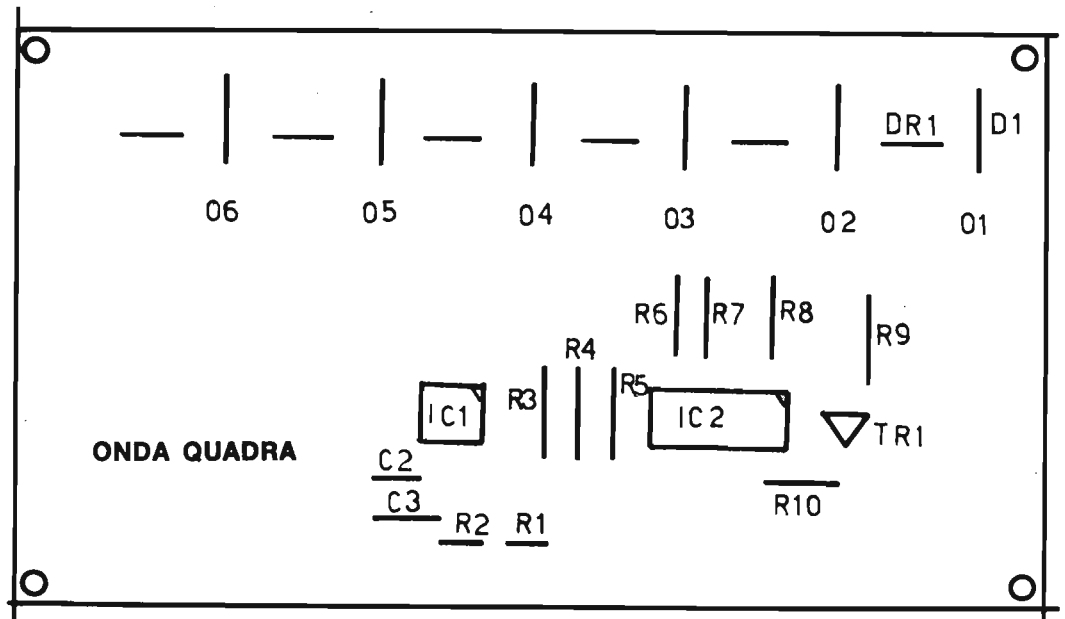 DR1 D1
06 05 04 03 02 01
R6 R7 R8 R9
R4
R3 R5
IC1 IC2
TR1
ONDA QUADRA
C2
C3 R10
R2 R1